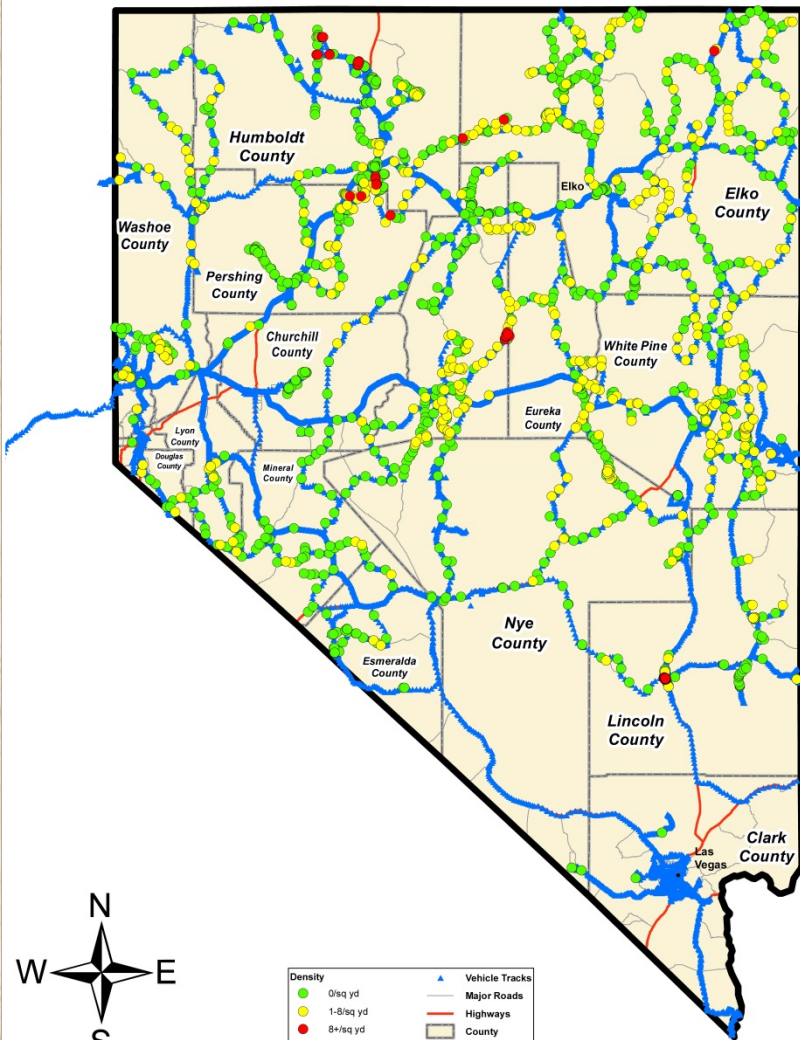 Humboldt
County
Elko
Elko
County
Washoe
County
Pershing
County
Churchill
County
White Pine
County
Eureka
County
Lyon
County
Douglas
County
Mineral
County
Nye
County
Esmeralda
County
Lincoln
County
Clark
County
Las
Vegas
N
W
E
S
Density
0/sq yd
1-8/sq yd
8+/sq yd
Vehicle Tracks
Major Roads
Highways
County